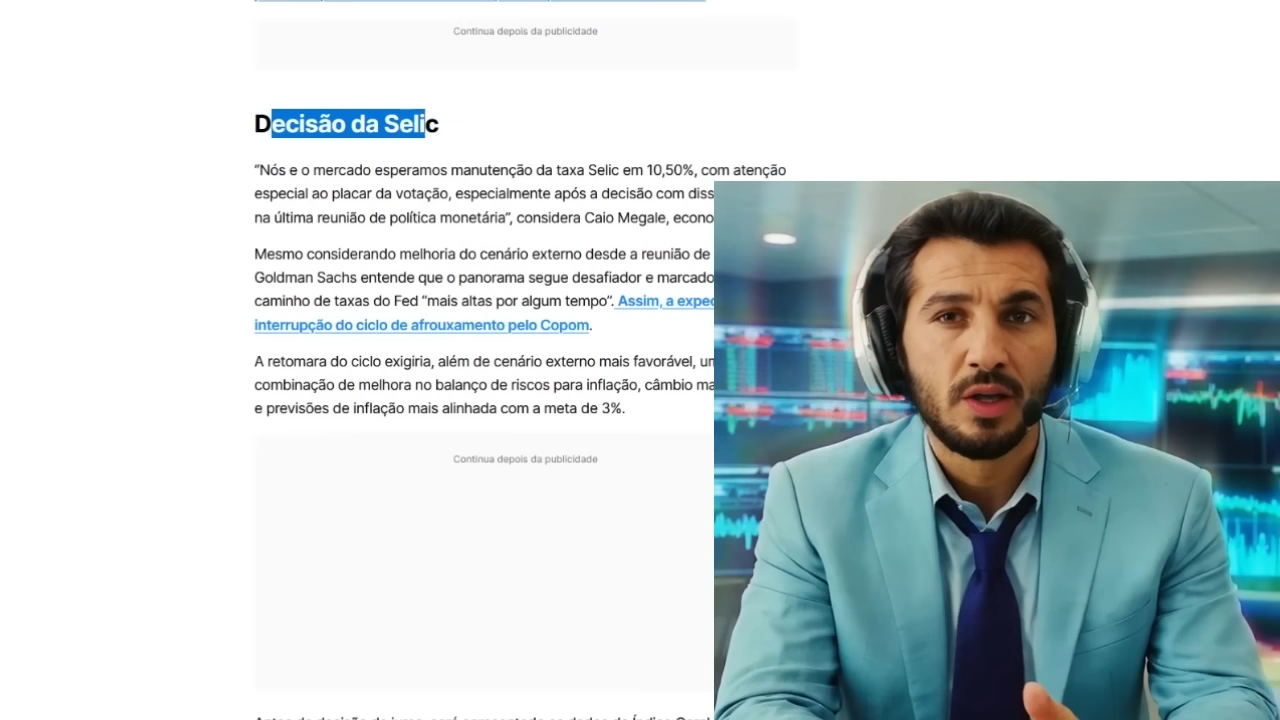 Continua depois da publicidade
Decisão da Selic
“Nós e o mercado esperamos manutenção da taxa Selic em 10,50%, com atenção
especial ao placar da votação, especialmente após a decisão com diss
na última reunião de política monetária”, considera Caio Megale, econo
Mesmo considerando melhoria do cenário externo desde a reunião de
Goldman Sachs entende que o panorama segue desafiador e marcado
caminho de taxas do Fed “mais altas por algum tempo”. Assim, a expec
interrupção do ciclo de afrouxamento pelo Copom.
A retomara do ciclo exigiria, além de cenário externo mais favorável, um
combinação de melhora no balanço de riscos para inflação, câmbio ma
e previsões de inflação mais alinhada com a meta de 3%.
Continua depois da publicidade